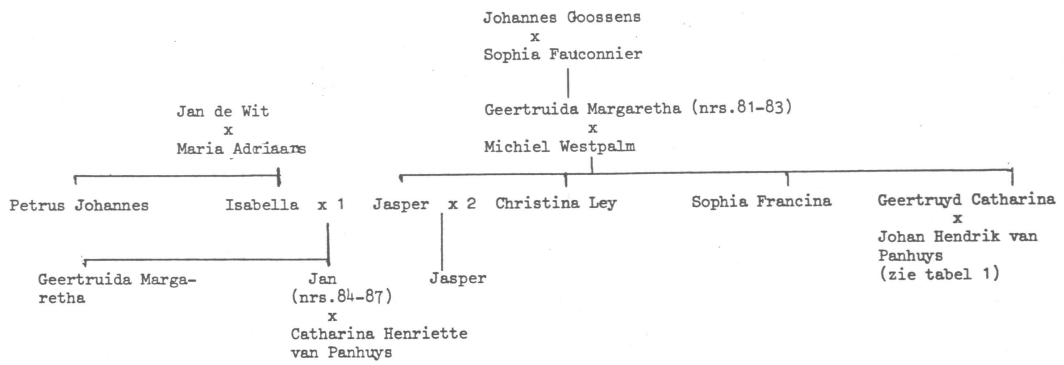 Johannes Goossens
x
Sophia Fauconnier
Geertruida Margaretha (nrs.81-83)
x
Michiel Westpalm
Jan de Wit
x
Maria Adriaans
Petrus Johannes
Isabella x 1 Jasper x 2 Christina Ley
Sophia Francina
Geertruyd Catharina
x
Johan Hendrik van
Panhuys
(zie tabel 1)
Geertruida Marga-
retha
Jan
(nrs.84-87)
x
Catharina Henriette
van Panhuys
Jasper